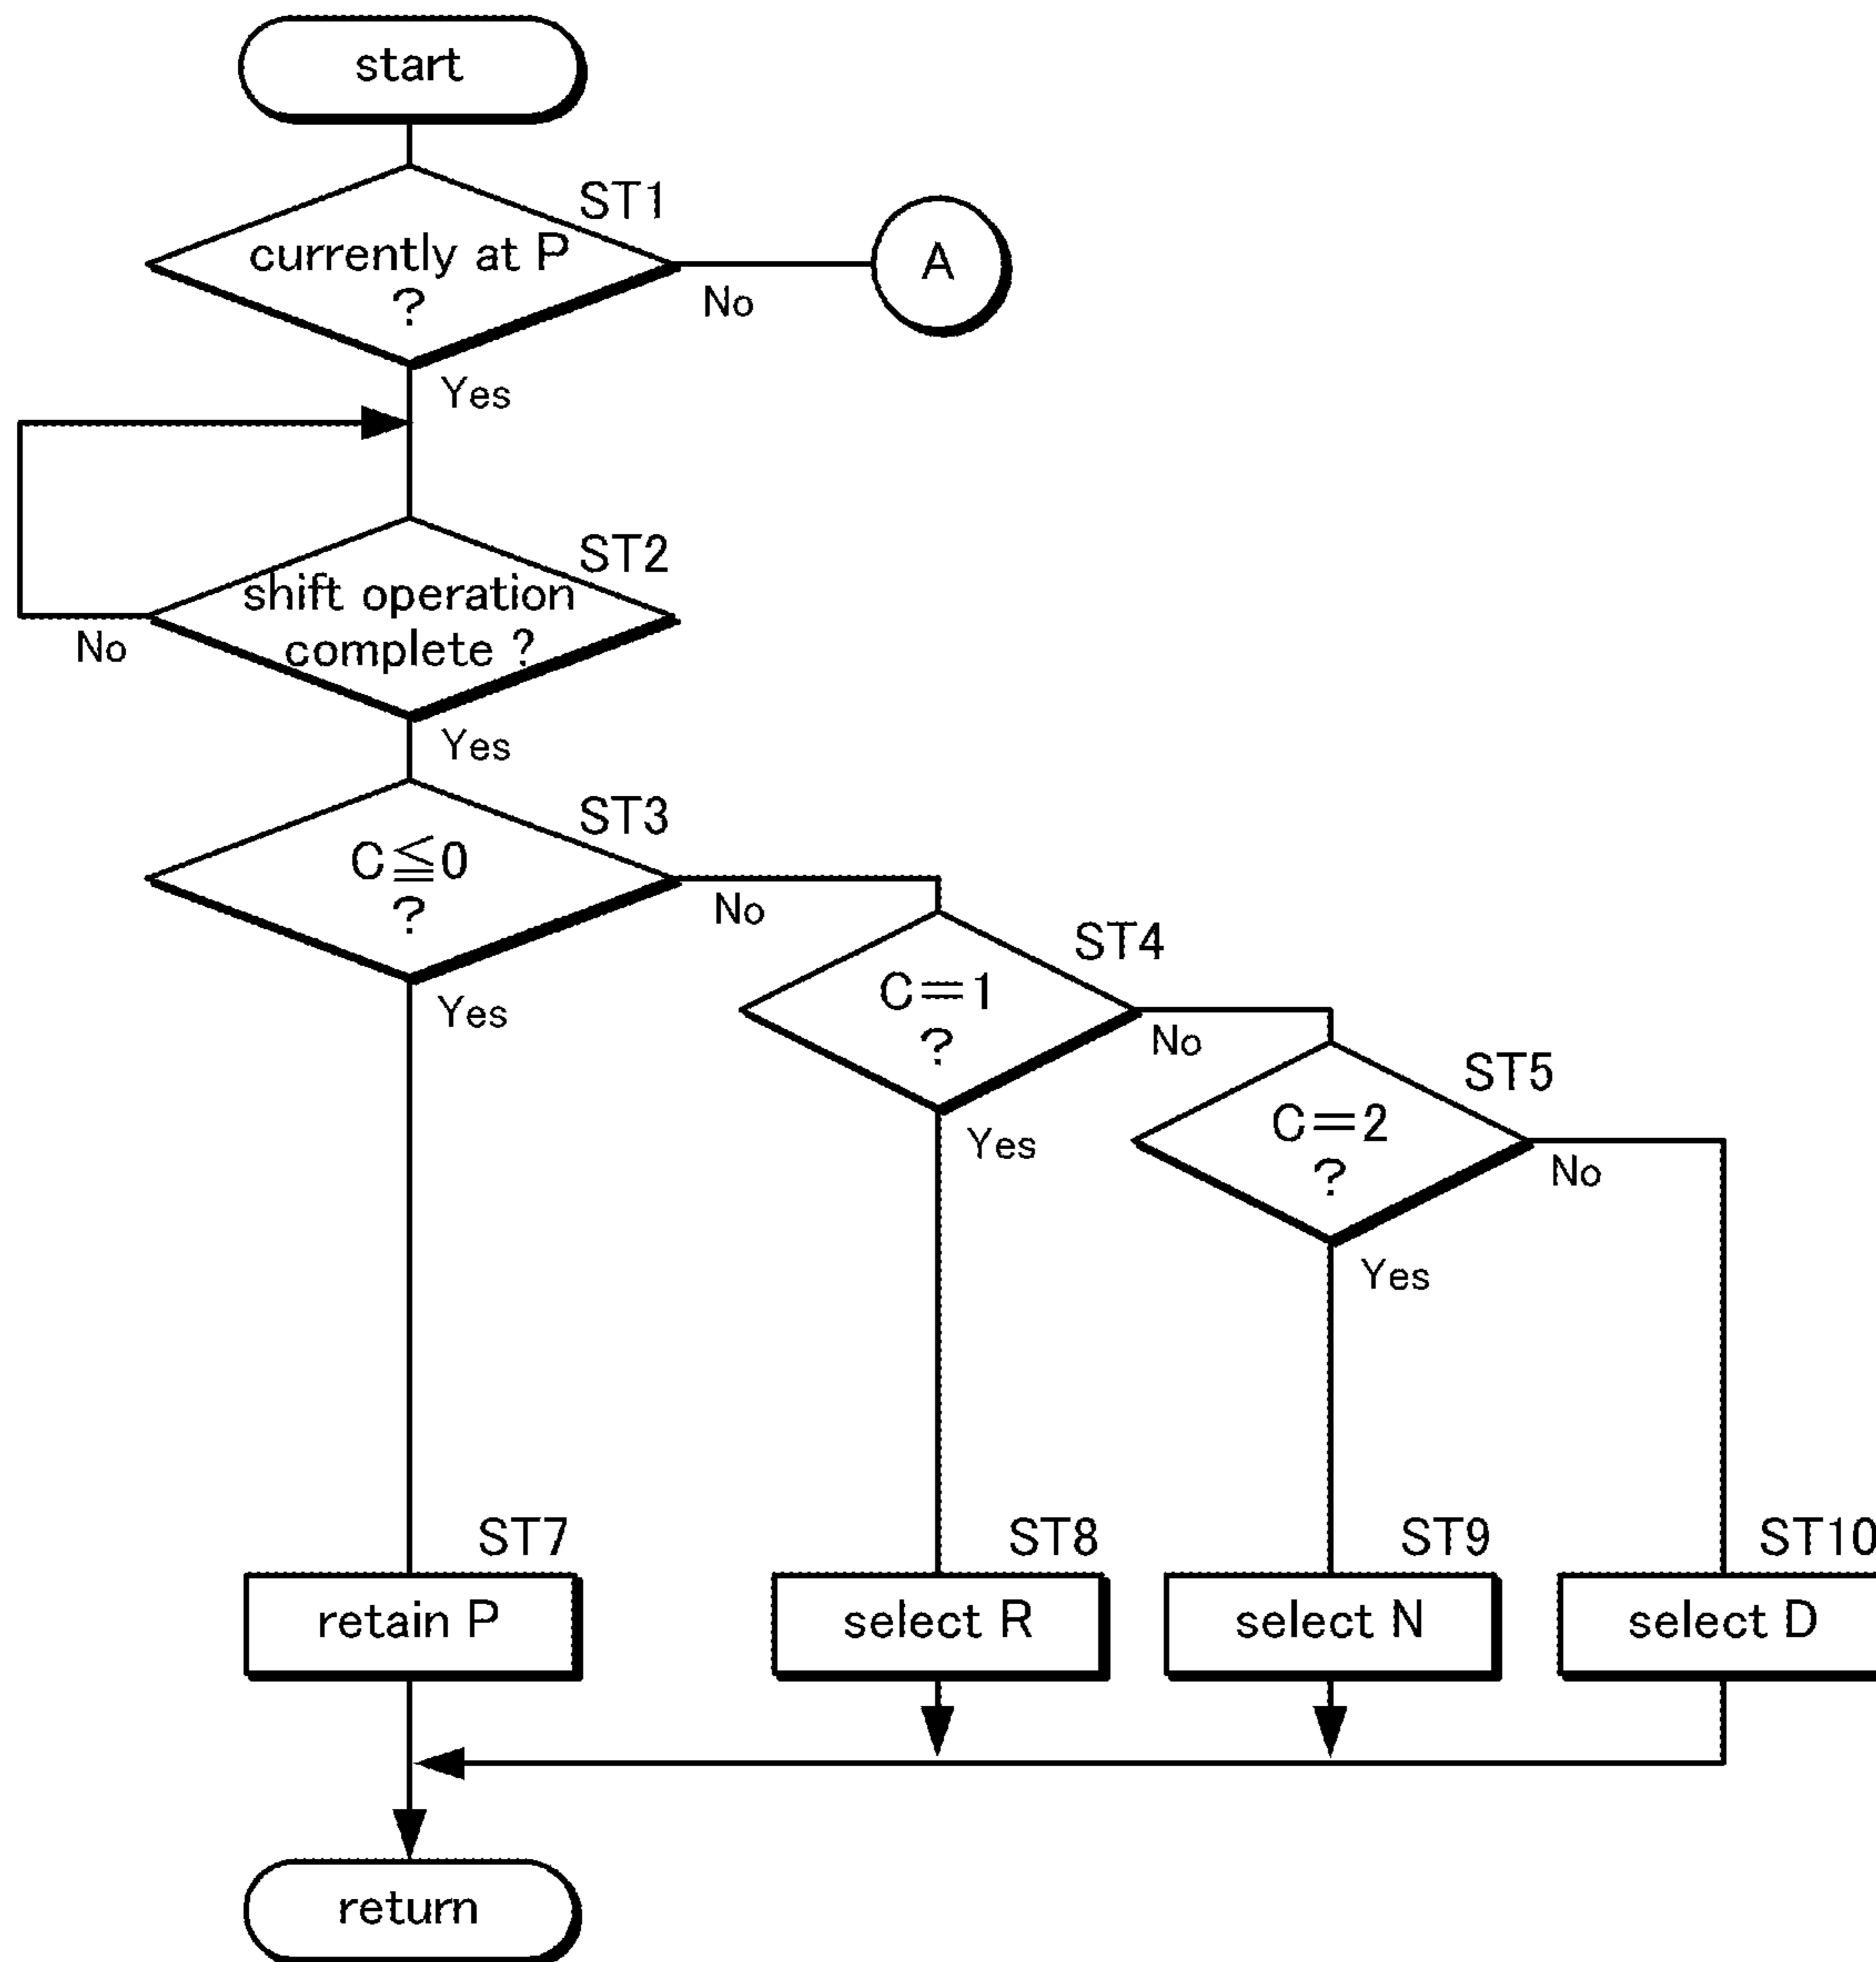 start
ST1
currently at P
?
A
No
Yes
ST2
shift operation
complete ?
No
Yes
ST3
C≦0
?
No
Yes
ST4
C=1
?
No
Yes
ST5
C=2
?
No
Yes
ST7
ST8
ST9
ST10
retain P
select R
select N
select D
return